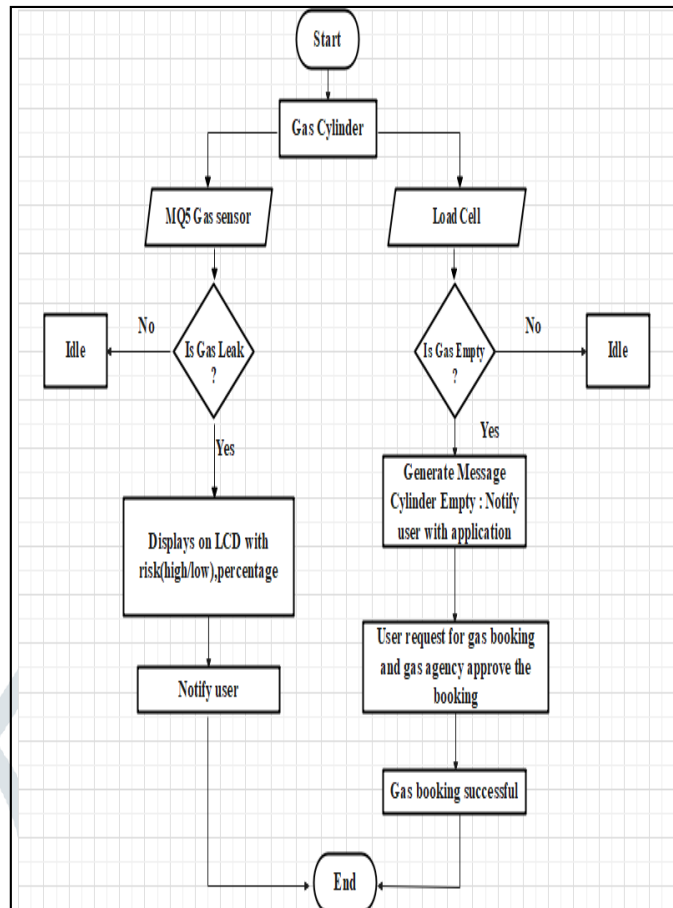 Start
Gas Cylinder
MQ5 Gas sensor
Load Cell
Idle
No
Is Gas Leak
?
Is Gas Empty
?
No
Idle
Yes
Yes
Displays on LCD with
risk(high/low),percentage
Generate Message
Cylinder Empty : Notify
user with application
Notify user
User request for gas booking
and gas agency approve the
booking
Gas booking successful
End